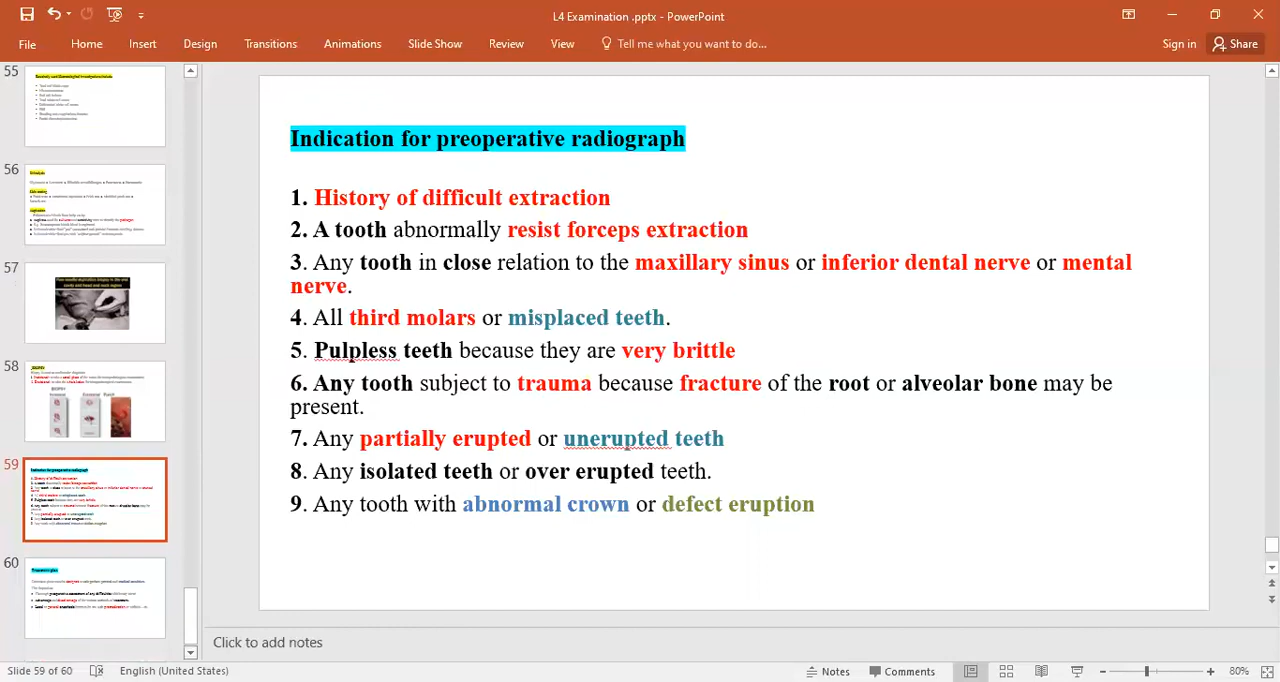 L4 Examination .pptx - PowerPoint
File Home Insert Design Transitions Animations Slide Show Review View Tell me what you want to do... Sign in Share
55
56
57
58
59
60
Indication for preoperative radiograph
1. History of difficult extraction
2. A tooth abnormally resist forceps extraction
3. Any tooth in close relation to the maxillary sinus or inferior dental nerve or mental
nerve.
4. All third molars or misplaced teeth.
5. Pulpless teeth because they are very brittle
6. Any tooth subject to trauma because fracture of the root or alveolar bone may be
present.
7. Any partially erupted or unerupted teeth
8. Any isolated teeth or over erupted teeth.
9. Any tooth with abnormal crown or defect eruption
Click to add notes
Slide 59 of 60 English (United States) Notes Comments 80%